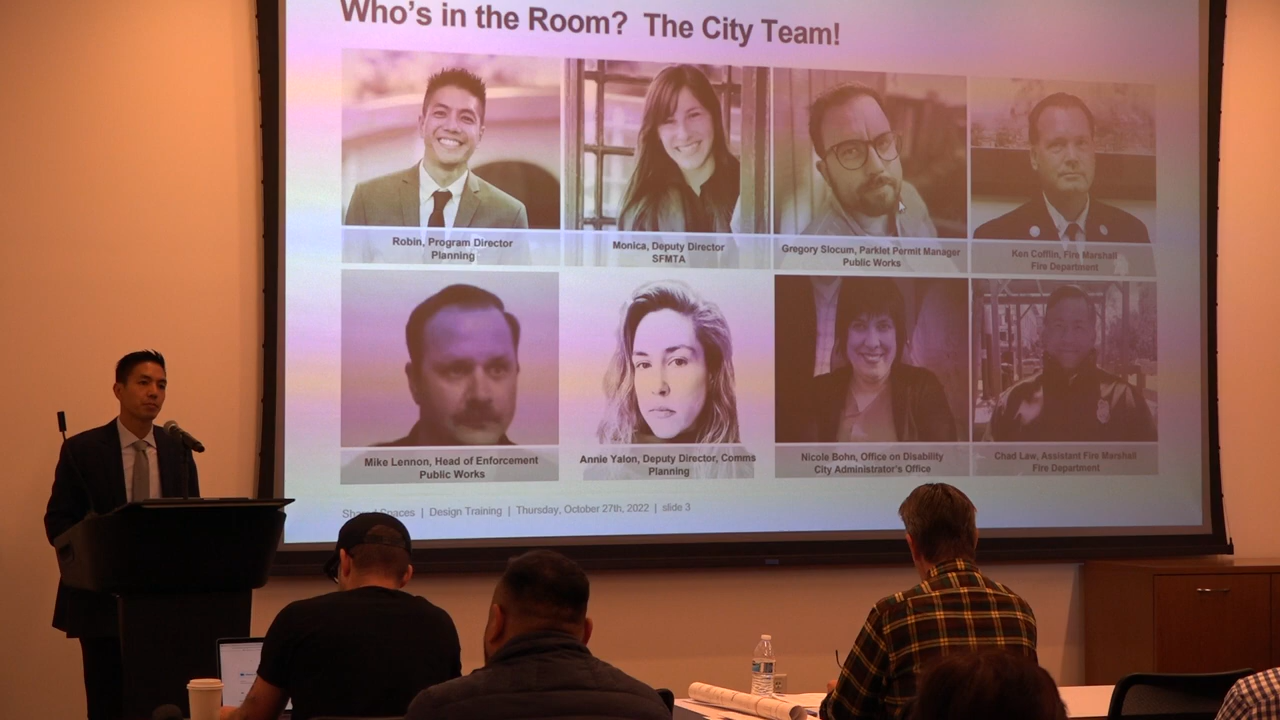 Who's in the Room? The City Team!
Robin, Program Director
Planning
Monica, Deputy Director
SFMTA
Gregory Slocum, Parklet Permit Manager
Public Works
Ken Cofflin, Fire Marshall
Fire Department
Mike Lennon, Head of Enforcement
Public Works
Annie Yalon, Deputy Director, Comms
Planning
Nicole Bohn, Office on Disability
City Administrator's Office
Chad Law, Assistant Fire Marshall
Fire Department
Shared Spaces | Design Training | Thursday, October 27th, 2022 | slide 3